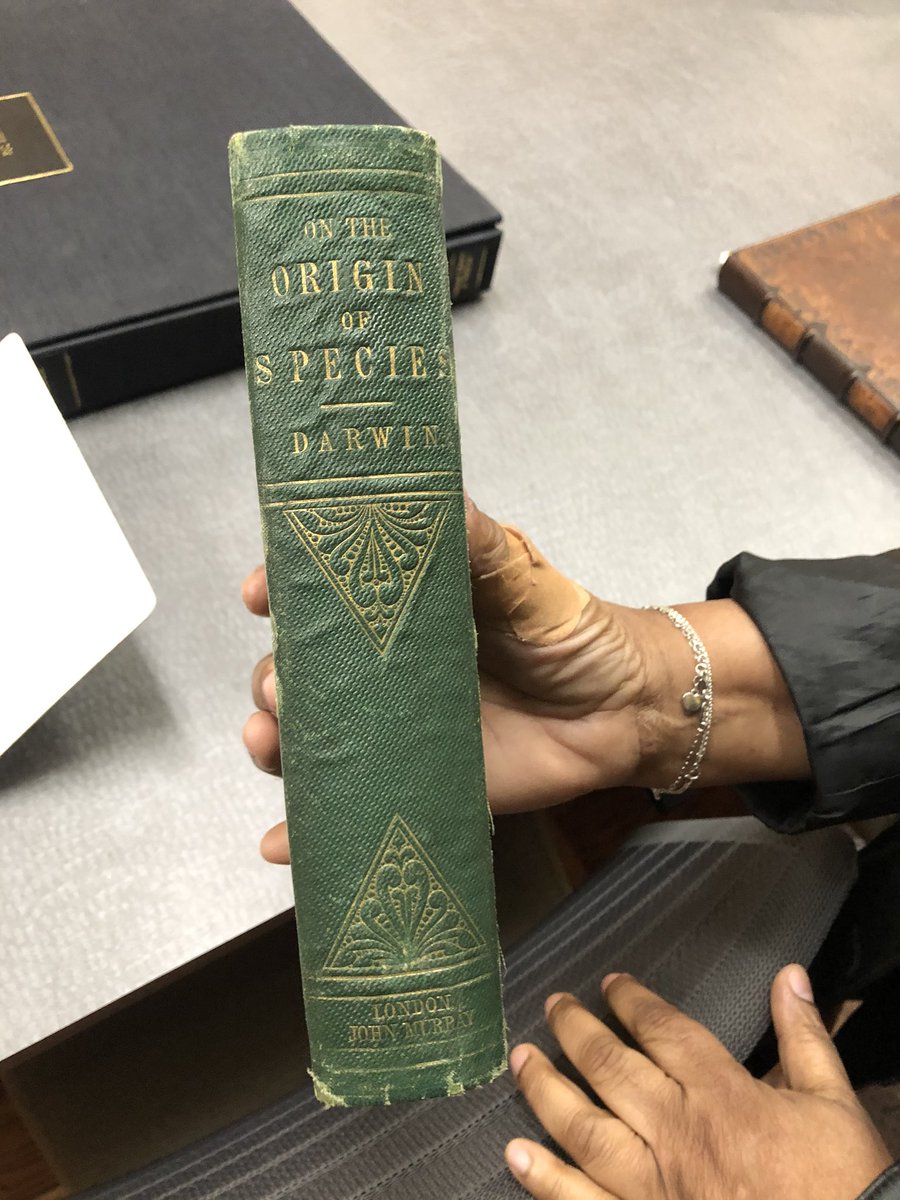 ON THE
ORIGIN
OF
SPECIES
DARWIN
LONDON
JOHN MURRAY